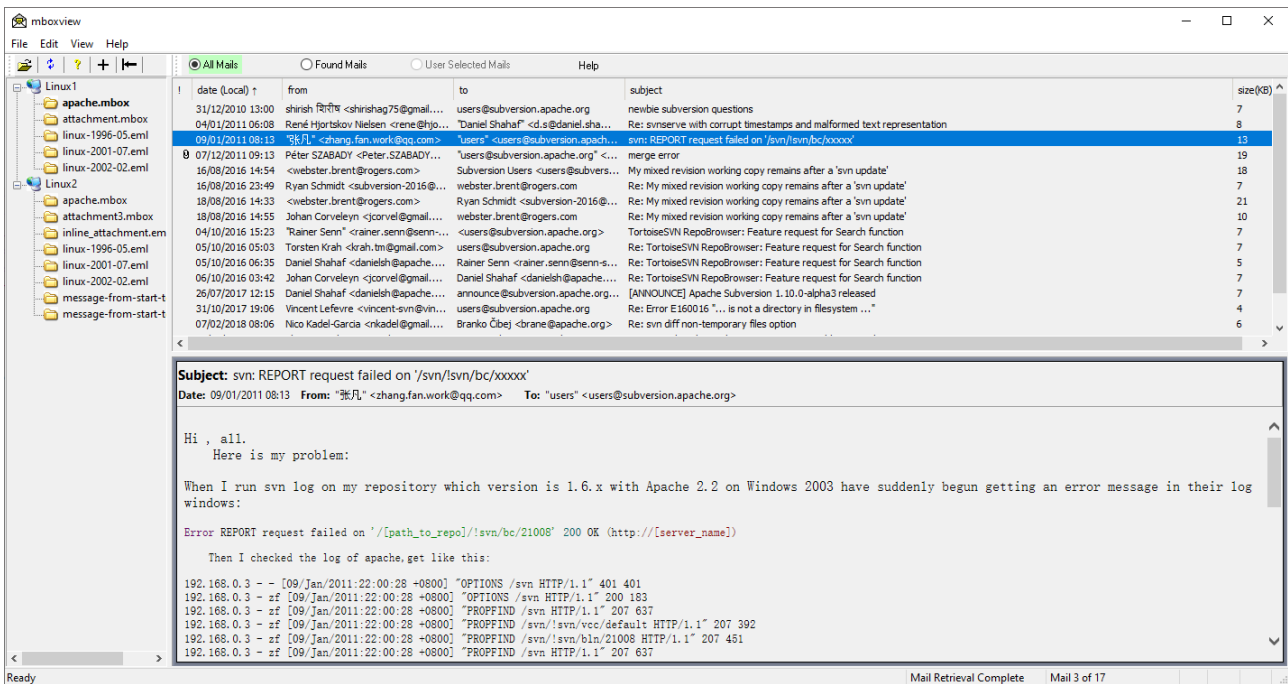 mboxview
File Edit View Help
All Mails Found Mails User Selected Mails Help
Linux1
apache.mbox
attachment.mbox
linux-1996-05.eml
linux-2001-07.eml
linux-2002-02.eml
Linux2
apache.mbox
attachment3.mbox
inline_attachment.em
linux-1996-05.eml
linux-2001-07.eml
linux-2002-02.eml
message-from-start-t
message-from-start-t
! date (Local) ↑ from to subject size(KB)
31/12/2010 13:00 shirish शिरीष <shirishag75@gmail.... users@subversion.apache.org newbie subversion questions 7
04/01/2011 06:08 René Hjortskov Nielsen <rene@hjo... "Daniel Shahaf" <d.s@daniel.sha... Re: svnserve with corrupt timestamps and malformed text representation 8
09/01/2011 08:13 "张凡" <zhang.fan.work@qq.com> "users" <users@subversion.apach... svn: REPORT request failed on '/svn/!svn/bc/xxxxx' 13
07/12/2011 09:13 Péter SZABADY <Peter.SZABADY... "users@subversion.apache.org" <... merge error 19
16/08/2016 14:54 <webster.brent@rogers.com> Subversion Users <users@subvers... My mixed revision working copy remains after a 'svn update' 18
16/08/2016 23:49 Ryan Schmidt <subversion-2016@... webster.brent@rogers.com Re: My mixed revision working copy remains after a 'svn update' 7
18/08/2016 14:33 <webster.brent@rogers.com> Ryan Schmidt <subversion-2016@... Re: My mixed revision working copy remains after a 'svn update' 21
18/08/2016 14:55 Johan Corveleyn <jcorvel@gmail.... webster.brent@rogers.com Re: My mixed revision working copy remains after a 'svn update' 10
04/10/2016 15:23 "Rainer Senn" <rainer.senn@senn-... <users@subversion.apache.org> TortoiseSVN RepoBrowser: Feature request for Search function 7
05/10/2016 05:03 Torsten Krah <krah.tm@gmail.com> users@subversion.apache.org Re: TortoiseSVN RepoBrowser: Feature request for Search function 7
05/10/2016 06:35 Daniel Shahaf <danielsh@apache.... Rainer Senn <rainer.senn@senn-s... Re: TortoiseSVN RepoBrowser: Feature request for Search function 5
06/10/2016 03:42 Johan Corveleyn <jcorvel@gmail.... Daniel Shahaf <danielsh@apache.... Re: TortoiseSVN RepoBrowser: Feature request for Search function 7
26/07/2017 12:15 Daniel Shahaf <danielsh@apache.... announce@subversion.apache.org... [ANNOUNCE] Apache Subversion 1.10.0-alpha3 released 7
31/10/2017 19:06 Vincent Lefevre <vincent-svn@vin... users@subversion.apache.org Re: Error E160016 "... is not a directory in filesystem ..." 4
07/02/2018 08:06 Nico Kadel-Garcia <nkadel@gmail.... Branko Čibej <brane@apache.org> Re: svn diff non-temporary files option 6
Subject: svn: REPORT request failed on '/svn/!svn/bc/xxxxx'
Date: 09/01/2011 08:13 From: "张凡" <zhang.fan.work@qq.com> To: "users" <users@subversion.apache.org>
Hi , all.
Here is my problem:
When I run svn log on my repository which version is 1.6.x with Apache 2.2 on Windows 2003 have suddenly begun getting an error message in their log
windows:
Error REPORT request failed on '/[path_to_repo]/!svn/bc/21008' 200 OK (http://[server_name])
Then I checked the log of apache,get like this:
192.168.0.3 - - [09/Jan/2011:22:00:28 +0800] "OPTIONS /svn HTTP/1.1" 401 401
192.168.0.3 - zf [09/Jan/2011:22:00:28 +0800] "OPTIONS /svn HTTP/1.1" 200 183
192.168.0.3 - zf [09/Jan/2011:22:00:28 +0800] "PROPFIND /svn HTTP/1.1" 207 637
192.168.0.3 - zf [09/Jan/2011:22:00:28 +0800] "PROPFIND /svn/!svn/vcc/default HTTP/1.1" 207 392
192.168.0.3 - zf [09/Jan/2011:22:00:28 +0800] "PROPFIND /svn/!svn/bln/21008 HTTP/1.1" 207 451
192.168.0.3 - zf [09/Jan/2011:22:00:28 +0800] "PROPFIND /svn HTTP/1.1" 207 637
Ready Mail Retrieval Complete Mail 3 of 17